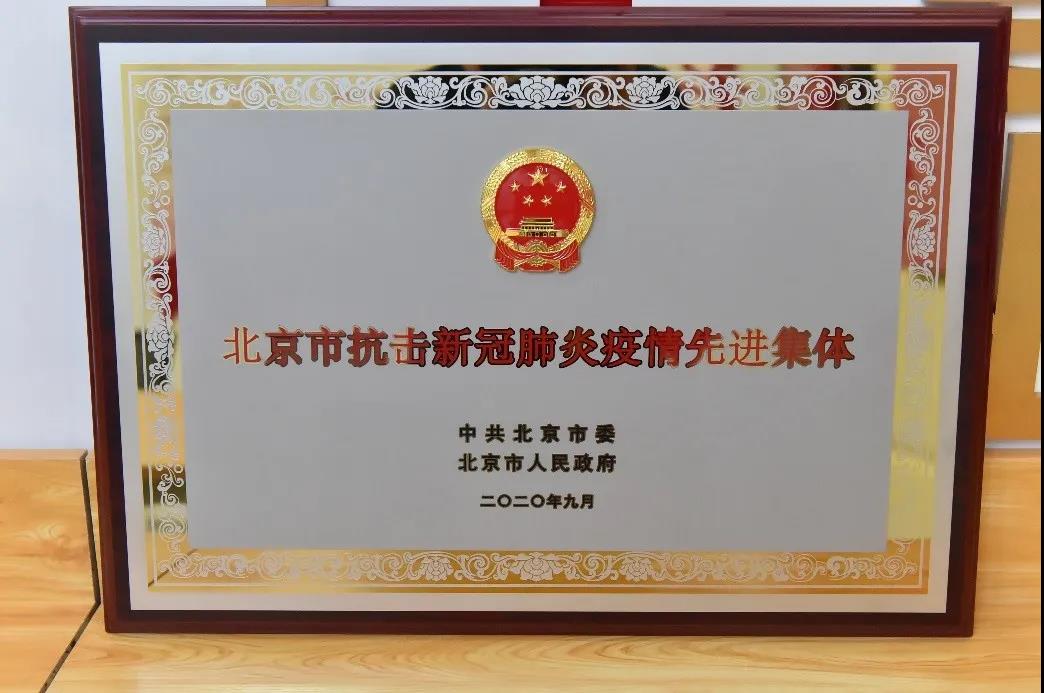 北京市抗击新冠肺炎疫情先进集体
中共北京市委
北京市人民政府
二〇二〇年九月